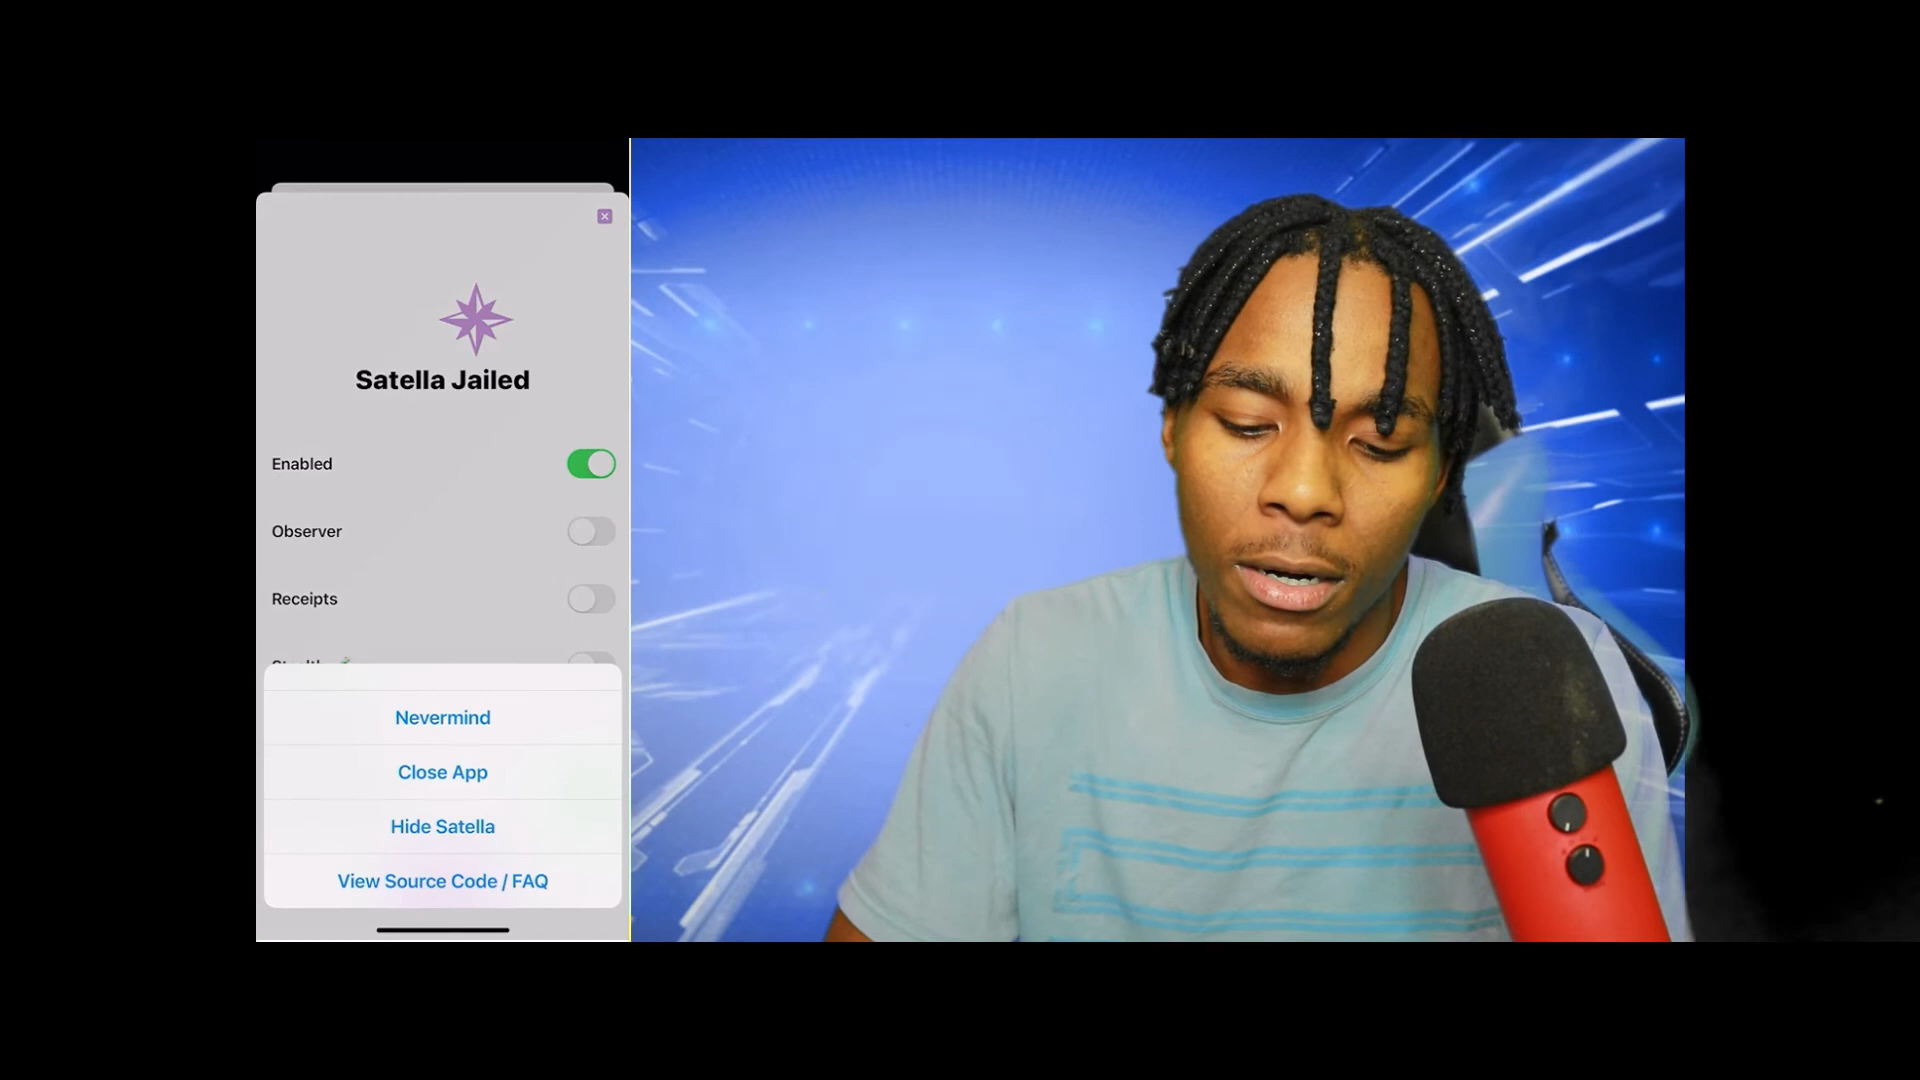 Satella Jailed
Enabled
Observer
Receipts
Nevermind
Close App
Hide Satella
View Source Code / FAQ